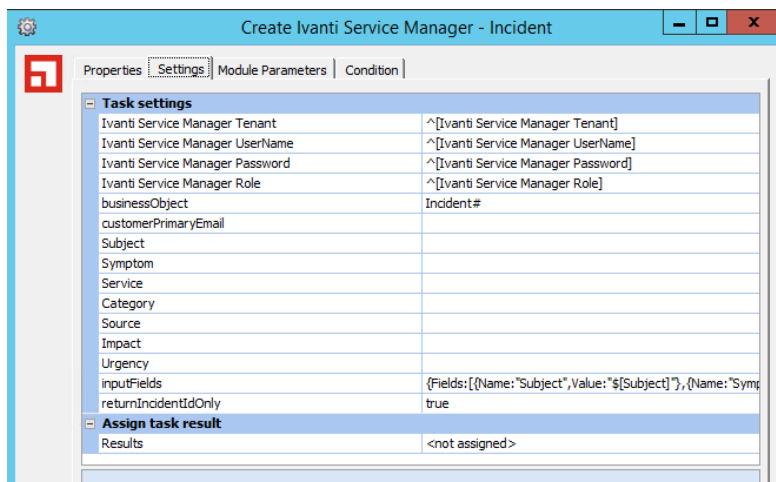 Create Ivanti Service Manager - Incident
Properties Settings Module Parameters Condition
Task settings
Ivanti Service Manager Tenant ^[Ivanti Service Manager Tenant]
Ivanti Service Manager UserName ^[Ivanti Service Manager UserName]
Ivanti Service Manager Password ^[Ivanti Service Manager Password]
Ivanti Service Manager Role ^[Ivanti Service Manager Role]
businessObject Incident#
customerPrimaryEmail
Subject
Symptom
Service
Category
Source
Impact
Urgency
inputFields {Fields:[{Name:"Subject",Value:"$[Subject]"},{Name:"Symp
returnIncidentIdOnly true
Assign task result
Results <not assigned>